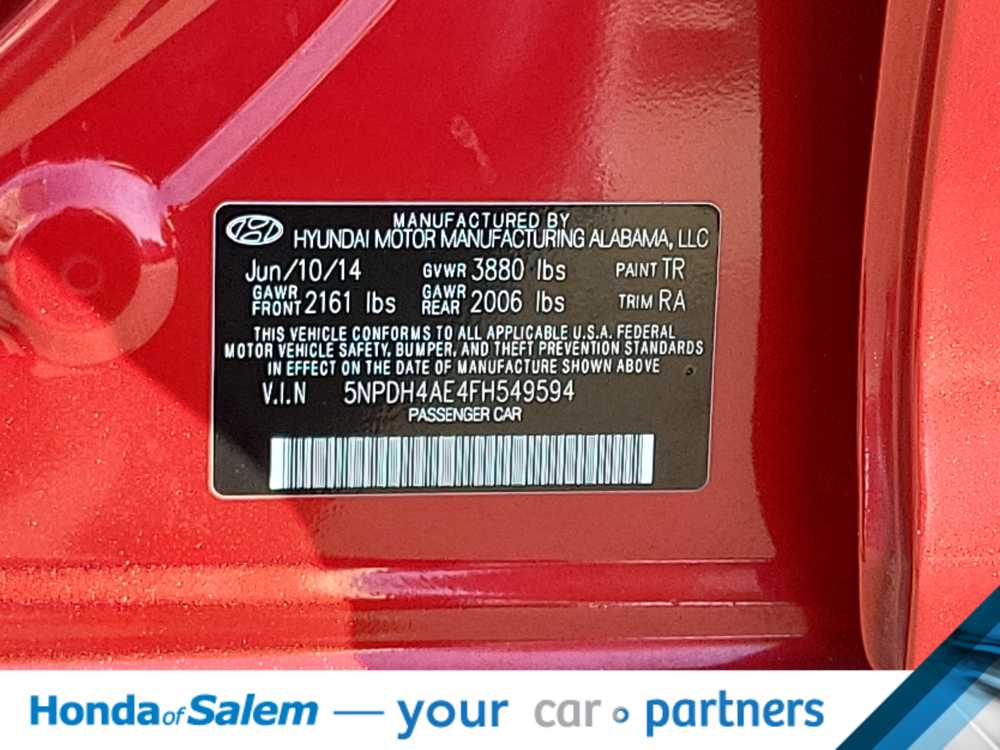 MANUFACTURED BY
HYUNDAI MOTOR MANUFACTURING ALABAMA, LLC
Jun/10/14 GVWR 3880 lbs PAINT TR
GAWR FRONT 2161 lbs GAWR REAR 2006 lbs TRIM RA
THIS VEHICLE CONFORMS TO ALL APPLICABLE U.S.A. FEDERAL
MOTOR VEHICLE SAFETY, BUMPER, AND THEFT PREVENTION STANDARDS
IN EFFECT ON THE DATE OF MANUFACTURE SHOWN ABOVE
V.I.N 5NPDH4AE4FH549594
PASSENGER CAR
Honda of Salem — your car partners